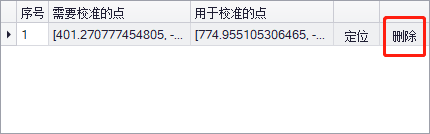 序号 需要校准的点 用于校准的点
1 [401.270777454805, -... [774.955105306465, -... 定位 删除